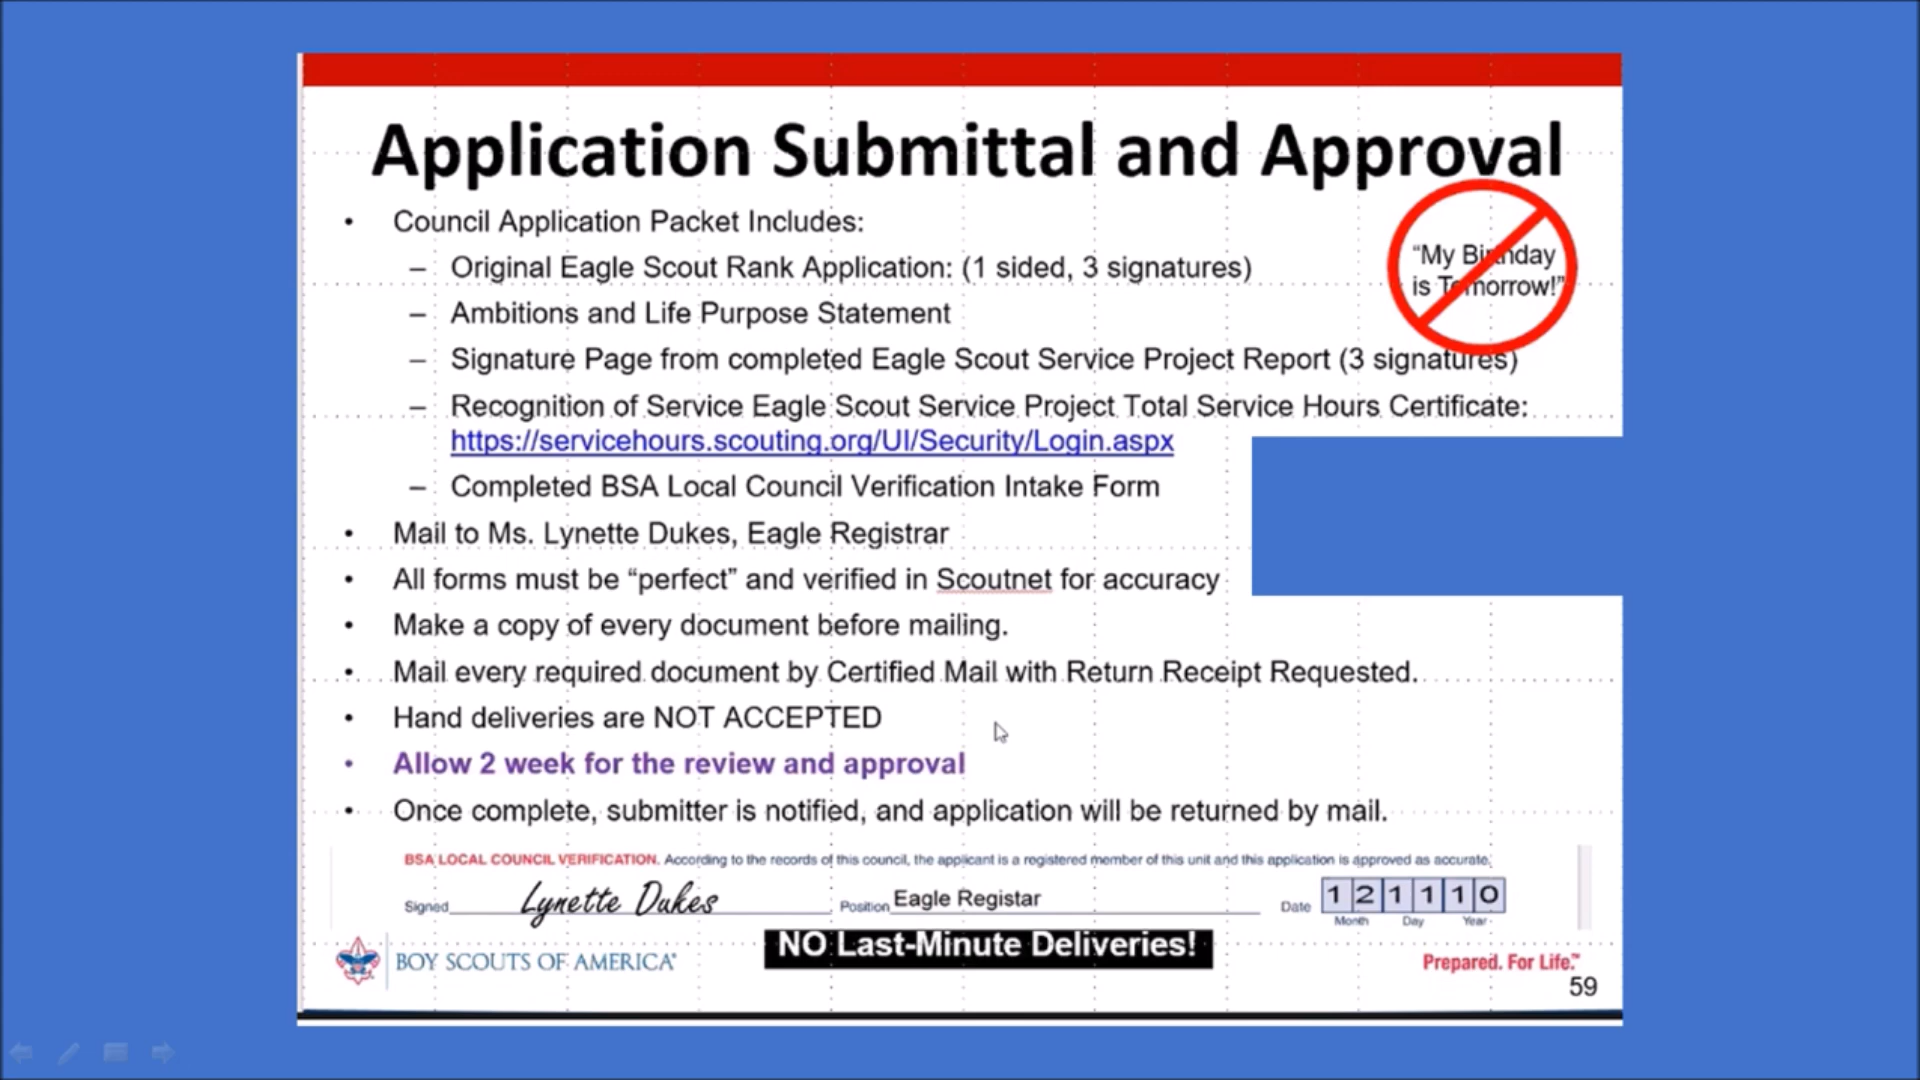 Application Submittal and Approval
• Council Application Packet Includes:
– Original Eagle Scout Rank Application: (1 sided, 3 signatures)
“My Birthday
is Tomorrow!”
– Ambitions and Life Purpose Statement
– Signature Page from completed Eagle Scout Service Project Report (3 signatures)
– Recognition of Service Eagle Scout Service Project Total Service Hours Certificate:
https://servicehours.scouting.org/UI/Security/Login.aspx
– Completed BSA Local Council Verification Intake Form
• Mail to Ms. Lynette Dukes, Eagle Registrar
• All forms must be “perfect” and verified in Scoutnet for accuracy
• Make a copy of every document before mailing.
• Mail every required document by Certified Mail with Return Receipt Requested.
• Hand deliveries are NOT ACCEPTED
• Allow 2 week for the review and approval
• Once complete, submitter is notified, and application will be returned by mail.
BSA LOCAL COUNCIL VERIFICATION. According to the records of this council, the applicant is a registered member of this unit and this application is approved as accurate.
Signed Lynette Dukes Position Eagle Registar Date 1 2 1 1 1 0
Month Day Year
NO Last-Minute Deliveries!
BOY SCOUTS OF AMERICA®
Prepared. For Life.™
59